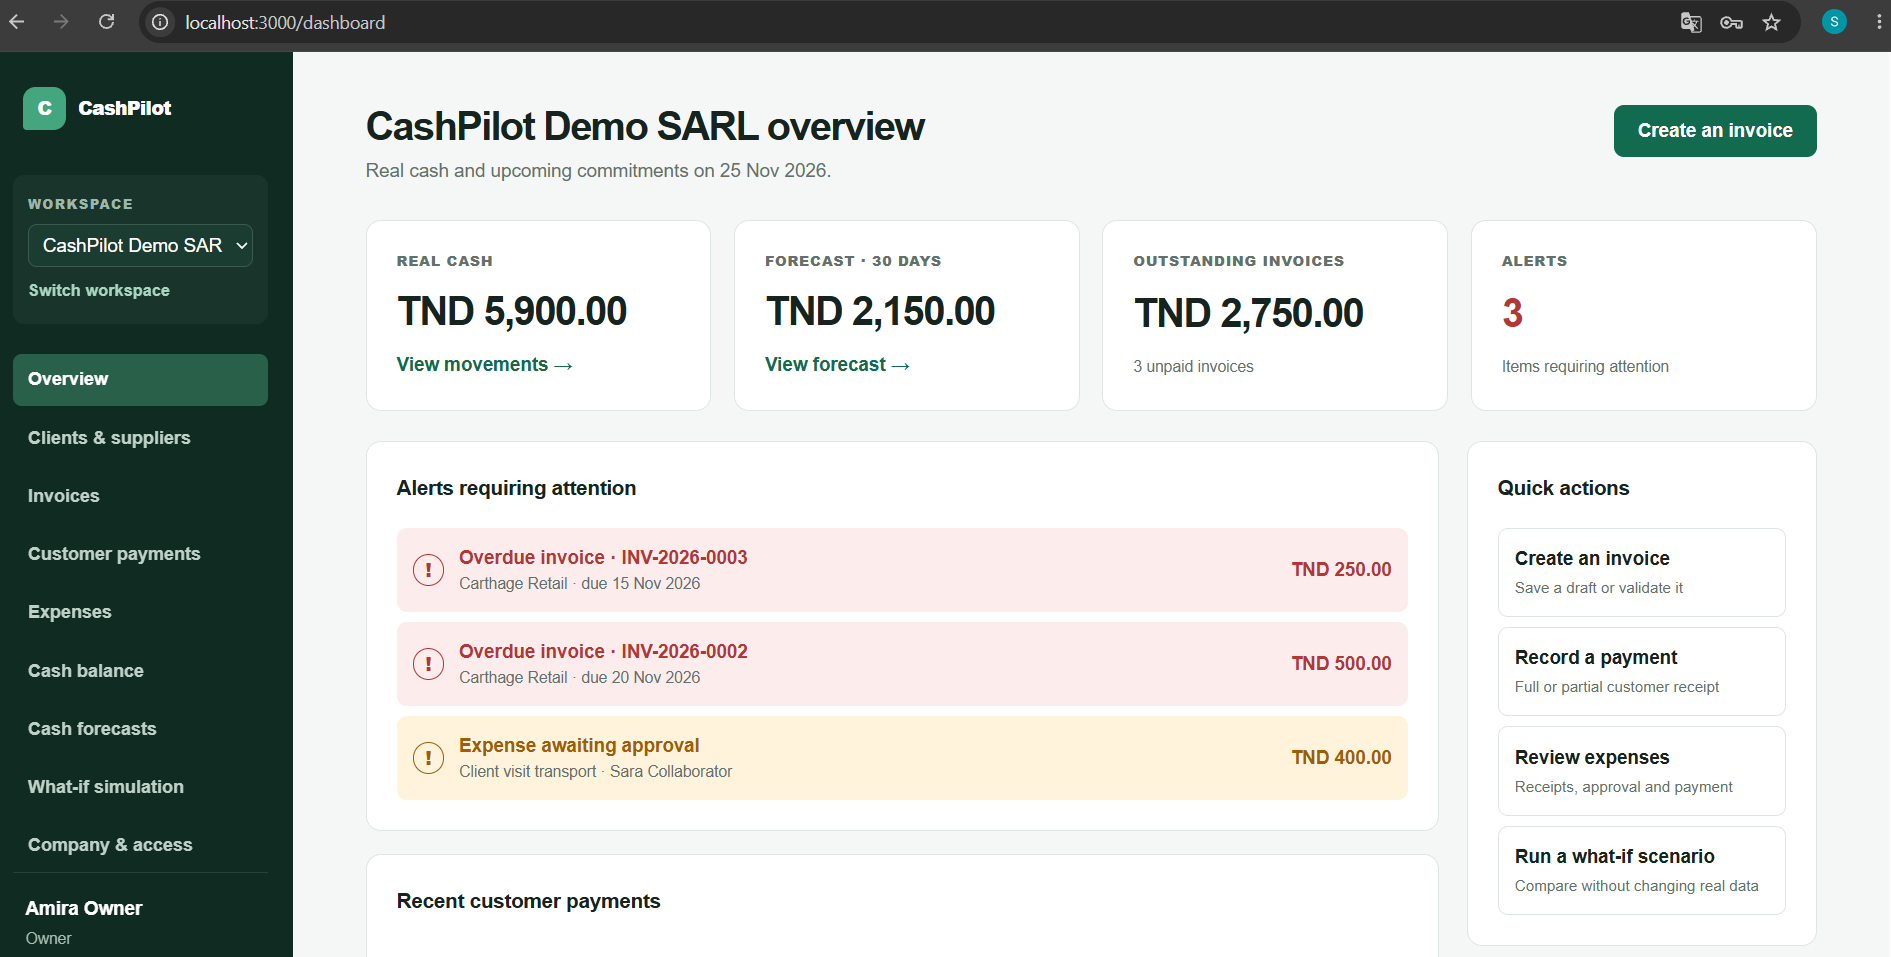 localhost:3000/dashboard
S
C
CashPilot
WORKSPACE
CashPilot Demo SAR
Switch workspace
Overview
Clients & suppliers
Invoices
Customer payments
Expenses
Cash balance
Cash forecasts
What-if simulation
Company & access
Amira Owner
Owner
CashPilot Demo SARL overview
Real cash and upcoming commitments on 25 Nov 2026.
Create an invoice
REAL CASH
TND 5,900.00
View movements →
FORECAST · 30 DAYS
TND 2,150.00
View forecast →
OUTSTANDING INVOICES
TND 2,750.00
3 unpaid invoices
ALERTS
3
Items requiring attention
Alerts requiring attention
! Overdue invoice · INV-2026-0003
Carthage Retail · due 15 Nov 2026
TND 250.00
! Overdue invoice · INV-2026-0002
Carthage Retail · due 20 Nov 2026
TND 500.00
! Expense awaiting approval
Client visit transport · Sara Collaborator
TND 400.00
Recent customer payments
Quick actions
Create an invoice
Save a draft or validate it
Record a payment
Full or partial customer receipt
Review expenses
Receipts, approval and payment
Run a what-if scenario
Compare without changing real data